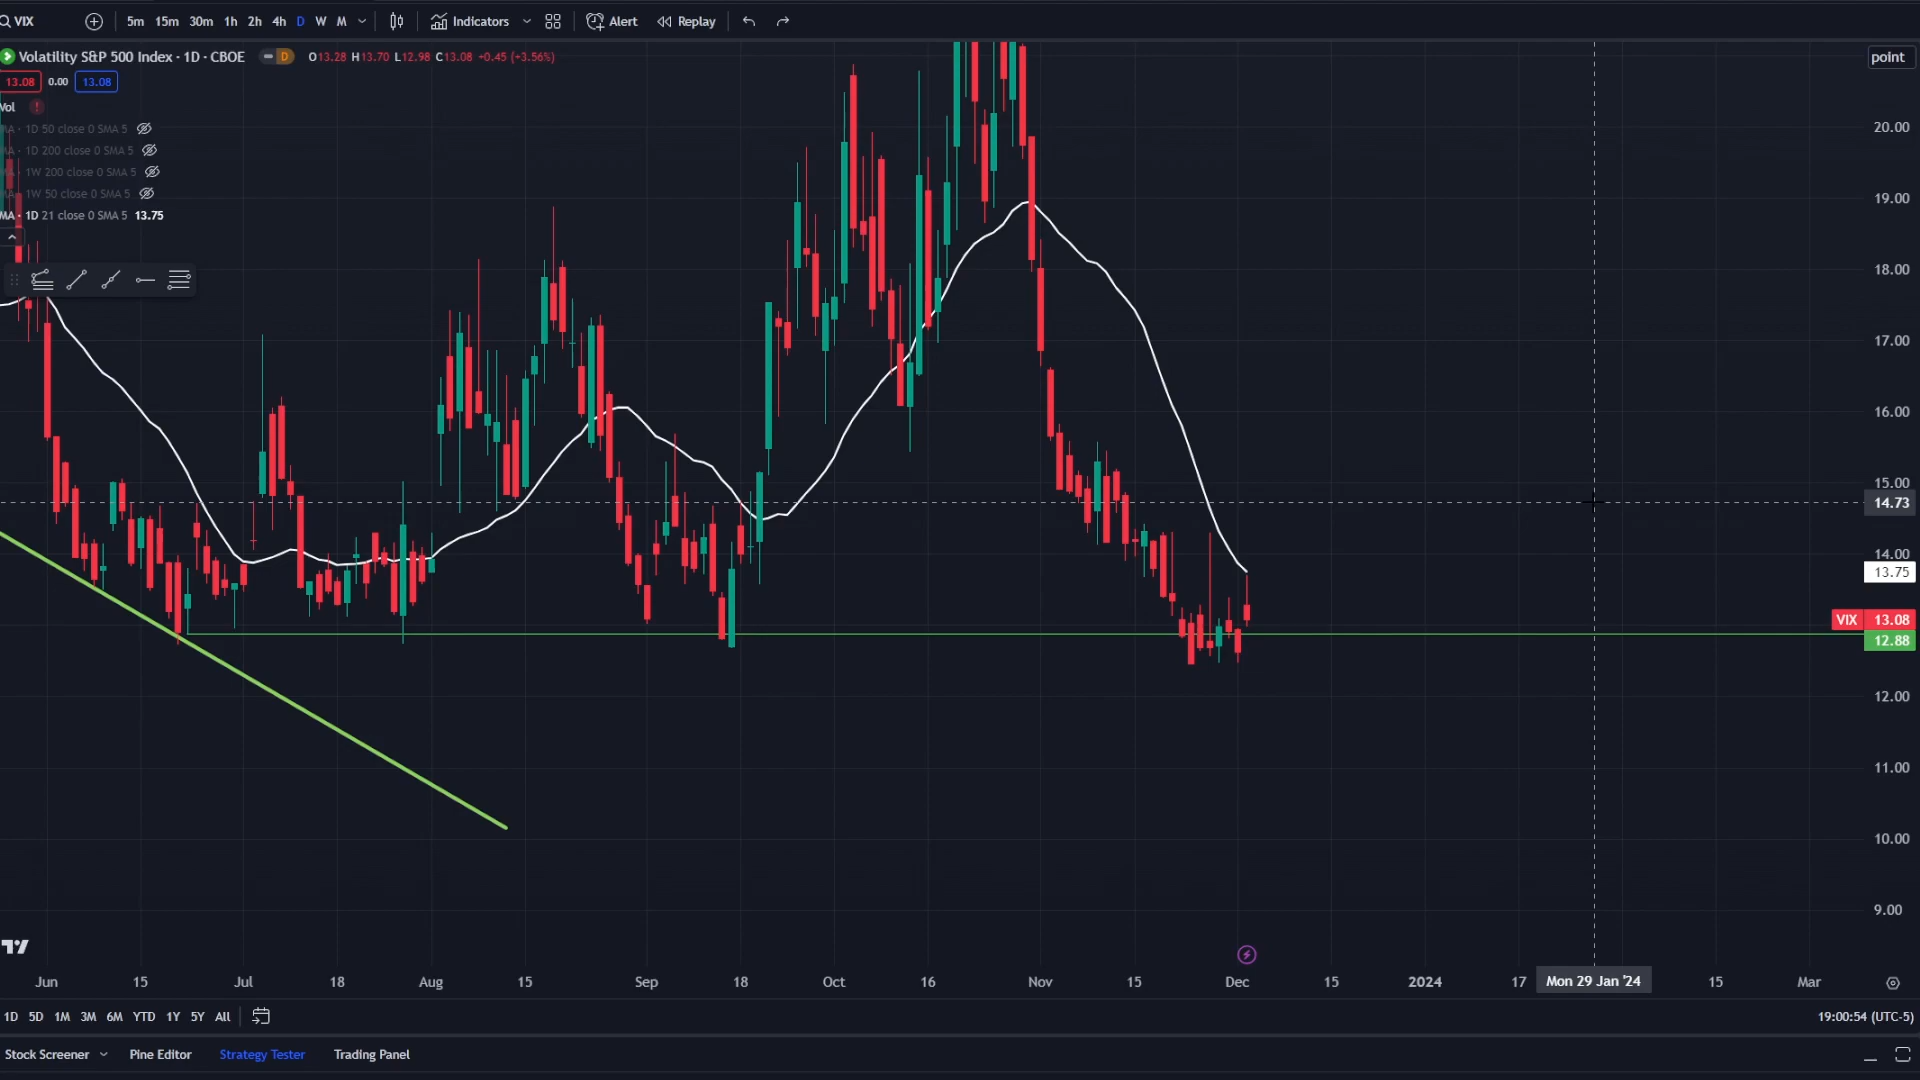 VIX 5m 15m 30m 1h 2h 4h D W M Indicators Alert Replay
Volatility S&P 500 Index · 1D · CBOE D O13.28 H13.70 L12.98 C13.08 +0.45 (+3.56%) point
13.08 0.00 13.08
Vol !
MA · 1D 50 close 0 SMA 5
MA · 1D 200 close 0 SMA 5
MA · 1W 200 close 0 SMA 5
MA · 1W 50 close 0 SMA 5
MA · 1D 21 close 0 SMA 5 13.75
20.00
19.00
18.00
17.00
16.00
15.00
14.73
14.00
13.75
VIX 13.08
12.88
12.00
11.00
10.00
9.00
Jun 15 Jul 18 Aug 15 Sep 18 Oct 16 Nov 15 Dec 15 2024 17 Mon 29 Jan '24 15 Mar
1D 5D 1M 3M 6M YTD 1Y 5Y All 19:00:54 (UTC-5)
Stock Screener Pine Editor Strategy Tester Trading Panel